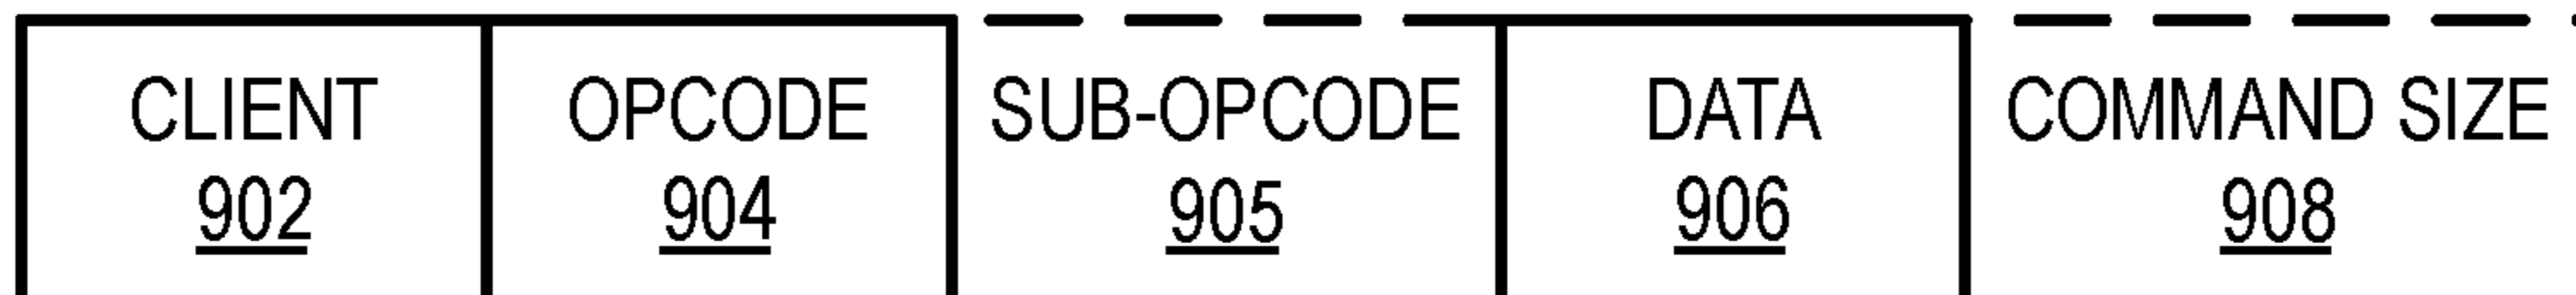 CLIENT OPCODE SUB-OPCODE DATA COMMAND SIZE
902 904 905 906 908